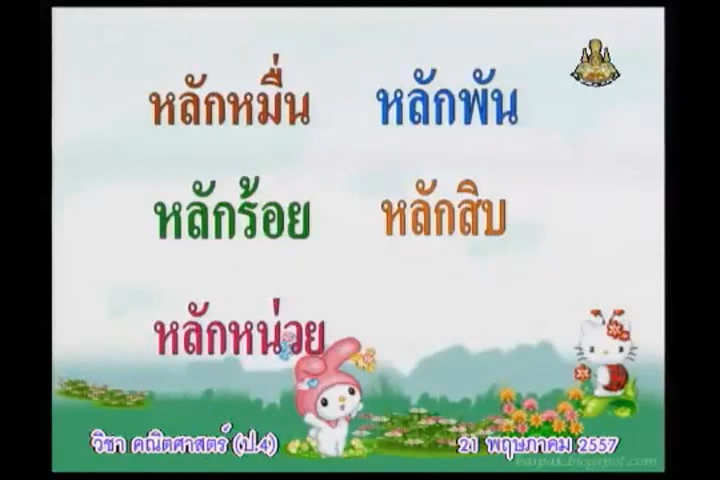 หลักหมื่น หลักพัน
หลักร้อย หลักสิบ
หลักหน่วย
วิชา คณิตศาสตร์ (ป.4) 21 พฤษภาคม 2557